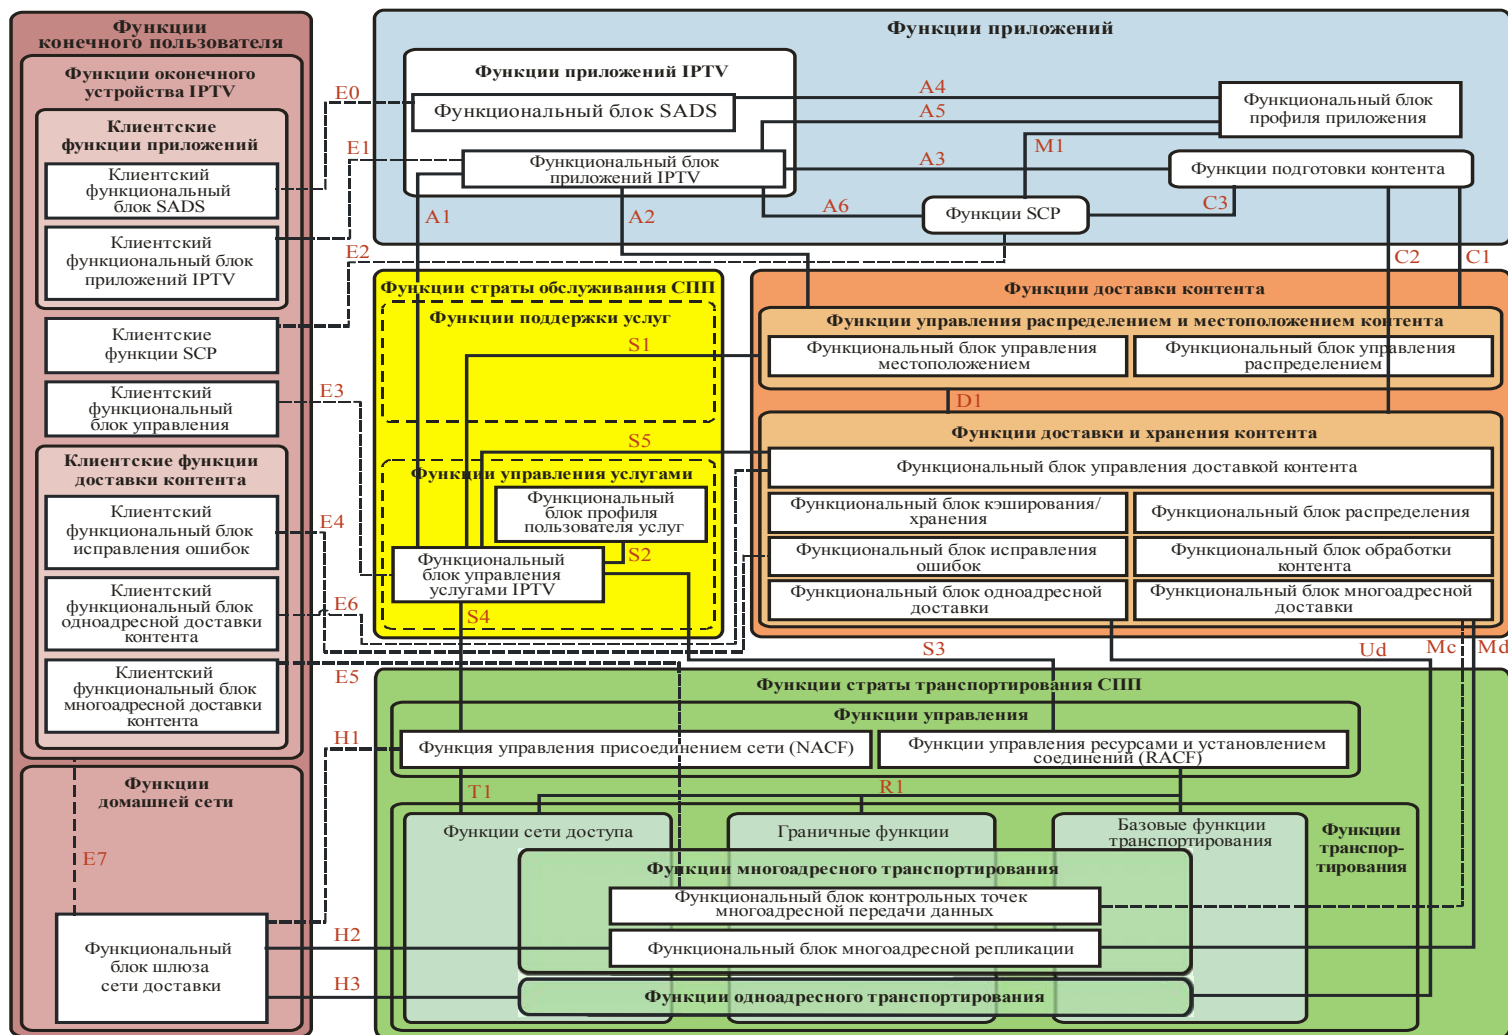 Функции
конечного пользователя
Функции оконечного
устройства IPTV
Клиентские
функции приложений
Клиентский
функциональный
блок SADS
Клиентский
функциональный блок
приложений IPTV
Клиентские
функции SCP
Клиентский
функциональный
блок управления
Клиентские функции
доставки контента
Клиентский
функциональный блок
исправления ошибок
Клиентский
функциональный блок
одноадресной доставки
контента
Клиентский
функциональный блок
многоадресной доставки
контента
Функции
домашней сети
E7
Функциональный
блок шлюза
сети доставки
E0
E1
E2
E3
E4
E6
E5
H1
H2
H3
Функции приложений
Функции приложений IPTV
Функциональный блок SADS
Функциональный блок
приложений IPTV
A4
A5
M1
A3
A6
C3
A1
A2
C2
C1
Функциональный блок
профиля приложения
Функции подготовки контента
Функции SCP
Функции страты обслуживания СПП
Функции поддержки услуг
S1
S5
Функции управления услугами
Функциональный
блок профиля
пользователя услуг
S2
Функциональный
блок управления
услугами IPTV
S4
S3
Функции доставки контента
Функции управления распределением и местоположением контента
Функциональный блок управления
местоположением
Функциональный блок управления
распределением
D1
Функции доставки и хранения контента
Функциональный блок управления доставкой контента
Функциональный блок кэширования/
хранения
Функциональный блок распределения
Функциональный блок исправления
ошибок
Функциональный блок обработки
контента
Функциональный блок одноадресной
доставки
Функциональный блок многоадресной
доставки
Ud
Mc
Md
Функции страты транспортирования СПП
Функции управления
Функция управления присоединением сети (NACF)
Функции управления ресурсами и установлением
соединений (RACF)
T1
R1
Функции сети доступа
Граничные функции
Базовые функции
транспортирования
Функции
транспор-
тирования
Функции многоадресного транспортирования
Функциональный блок контрольных точек
многоадресной передачи данных
Функциональный блок многоадресной репликации
Функции одноадресного транспортирования